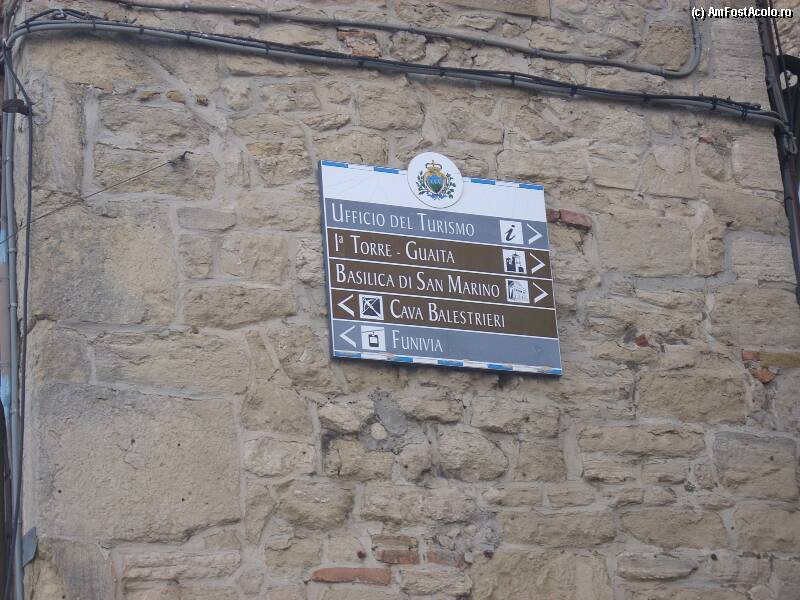 (c) AmFostAcolo.ro
UFFICIO DEL TURISMO i >
1ª TORRE - GUAITA >
BASILICA DI SAN MARINO >
< CAVA BALESTRIERI
< FUNIVIA